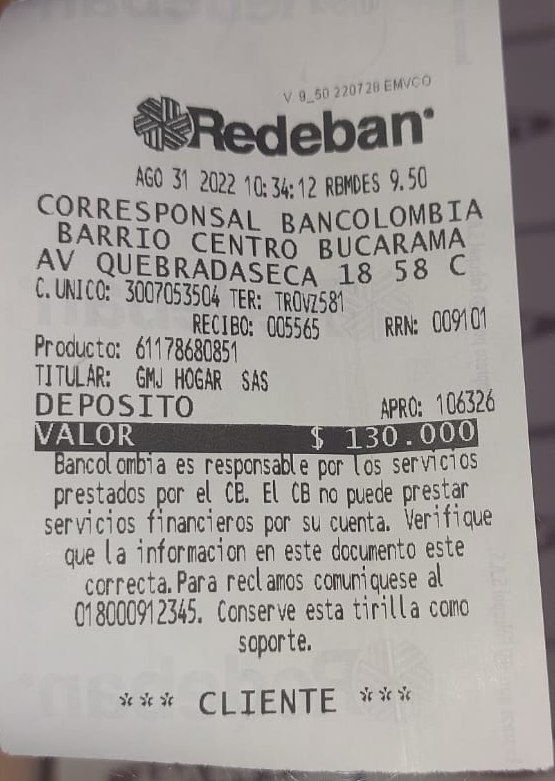 V 9_50 220728 EMVCO
Redeban
AGO 31 2022 10:34:12 RBMDES 9.50
CORRESPONSAL BANCOLOMBIA
BARRIO CENTRO BUCARAMA
AV QUEBRADASECA 18 58 C
C. UNICO: 3007053504 TER: TROVZ581
RECIBO: 005565 RRN: 009101
Producto: 61178680851
TITULAR: GMJ HOGAR SAS
DEPOSITO APRO: 106326
VALOR $ 130.000
Bancolombia es responsable por los servicios
prestados por el CB. El CB no puede prestar
servicios financieros por su cuenta. Verifique
que la informacion en este documento este
correcta. Para reclamos comuniquese al
018000912345. Conserve esta tirilla como
soporte.
*** CLIENTE ***